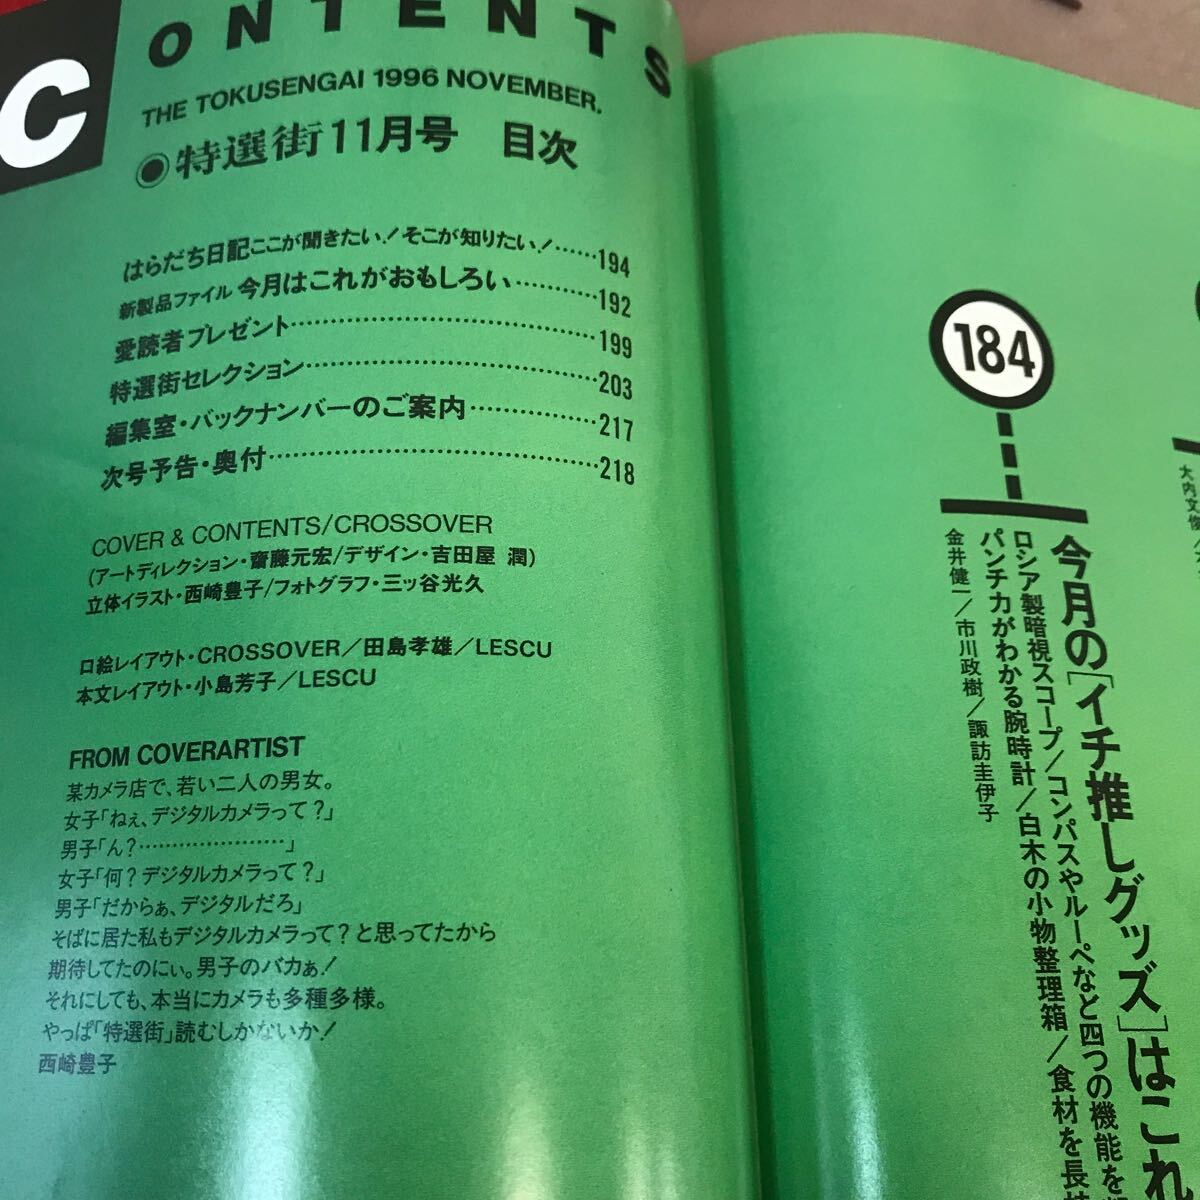 CONTENTS
THE TOKUSENGAI 1996 NOVEMBER.
◉特選街11月号 目次
はらだち日記ここが聞きたい!そこが知りたい!……194
新製品ファイル 今月はこれがおもしろい…………192
愛読者プレゼント…………………………………199
特選街セレクション………………………………203
編集室・バックナンバーのご案内……………217
次号予告・奥付……………………………………218
COVER & CONTENTS/CROSSOVER
(アートディレクション・齋藤元宏/デザイン・吉田屋 潤)
立体イラスト・西崎豊子/フォトグラフ・三ッ谷光久
口絵レイアウト・CROSSOVER/田島孝雄/LESCU
本文レイアウト・小島芳子/LESCU
FROM COVERARTIST
某カメラ店で、若い二人の男女。
女子「ねぇ、デジタルカメラって?」
男子「ん?…………………」
女子「何?デジタルカメラって?」
男子「だからぁ、デジタルだろ」
そばに居た私もデジタルカメラって?と思ってたから
期待してたのにぃ。男子のバカぁ!
それにしても、本当にカメラも多種多様。
やっぱ「特選街」読むしかないか!
西崎豊子
大内文俊/
184
今月の[イチ推しグッズ]はこれ
ロシア製暗視スコープ/コンパスやルーペなど四つの機能を
パンチ力がわかる腕時計/白木の小物整理箱/食材を長
金井健一/市川政樹/諏訪圭伊子